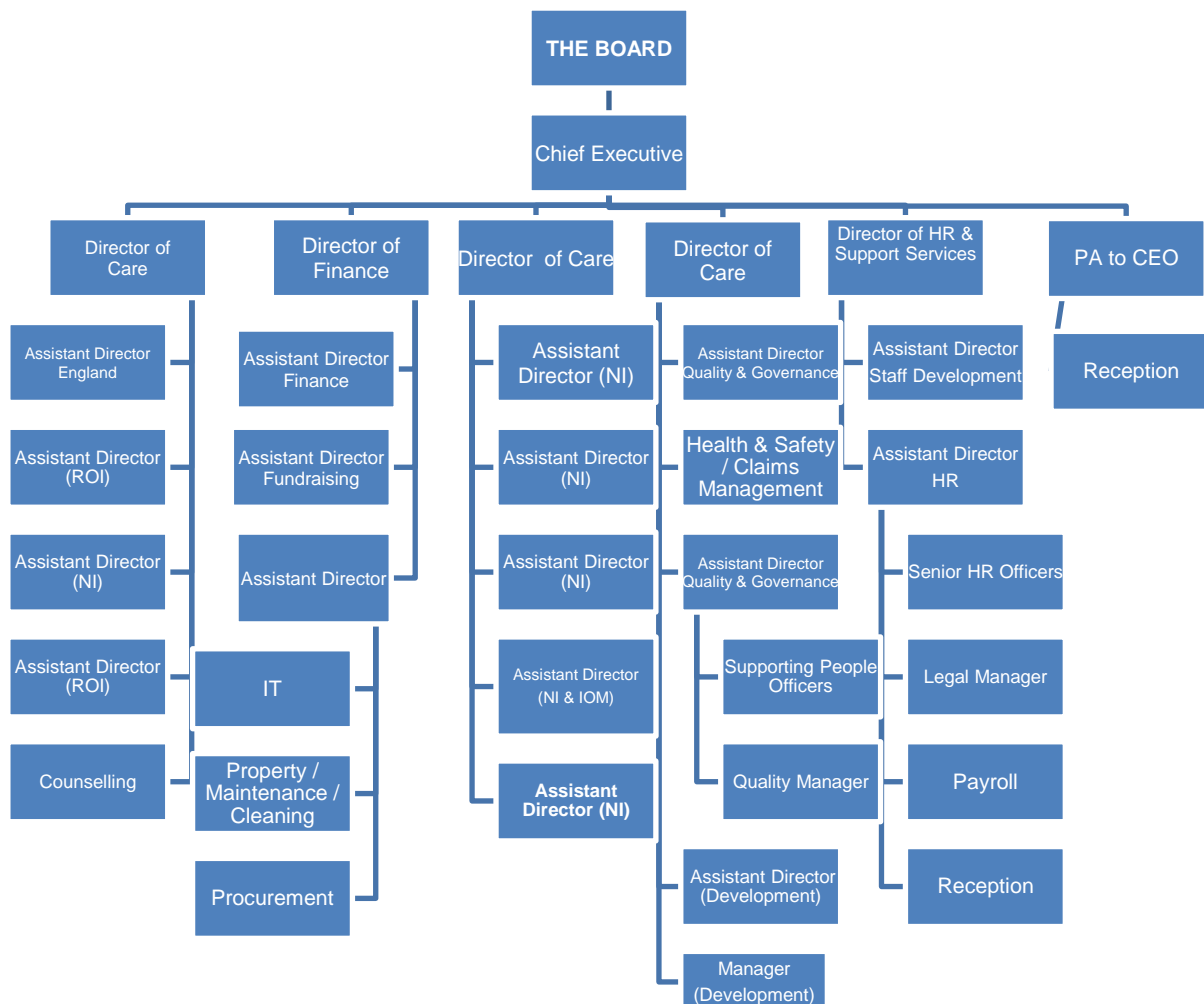 THE BOARD
Chief Executive
Director of
Care
Director of
Finance
Director of Care
Director of
Care
Director of HR &
Support Services
PA to CEO
Assistant Director
England
Assistant Director
(ROI)
Assistant Director
(NI)
Assistant Director
(ROI)
Counselling
Assistant Director
Finance
Assistant Director
Fundraising
Assistant Director
IT
Property /
Maintenance /
Cleaning
Procurement
Assistant
Director (NI)
Assistant Director
(NI)
Assistant Director
(NI)
Assistant Director
(NI & IOM)
Assistant
Director (NI)
Assistant Director
Quality & Governance
Health & Safety
/ Claims
Management
Assistant Director
Quality & Governance
Supporting People
Officers
Quality Manager
Assistant Director
(Development)
Manager
(Development)
Assistant Director
Staff Development
Assistant Director
HR
Senior HR Officers
Legal Manager
Payroll
Reception
Reception